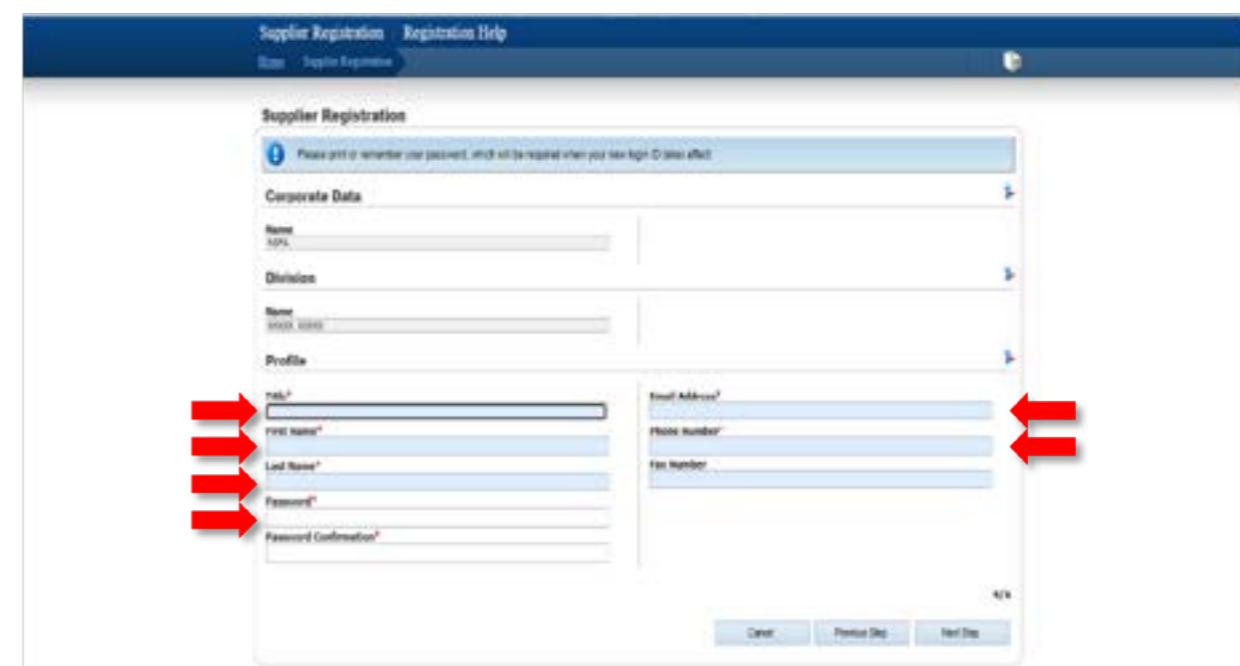 Supplier Registration Registration Help
Home Supplier Registration
Supplier Registration
Please print or remember your password, which will be required when your new login ID takes effect
Corporate Data
Name
Division
Name
Profile
Title*
First Name*
Last Name*
Password*
Password Confirmation*
Email Address*
Phone Number*
Fax Number
Cancel Previous Step Next Step